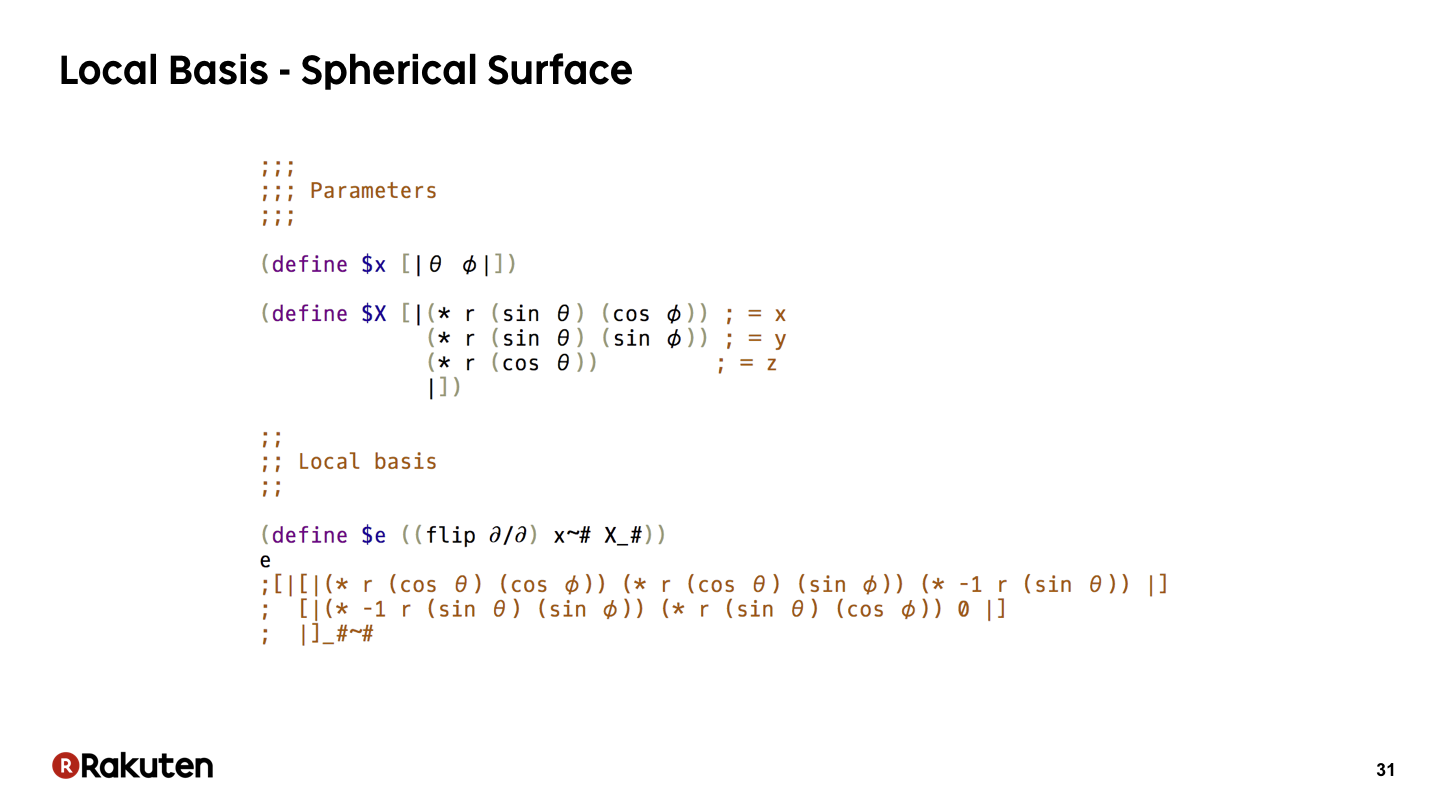 Local Basis - Spherical Surface
;;;
;;; Parameters
;;;
(define $x [|θ φ|])
(define $X [|(* r (sin θ) (cos φ)) ; = x
(* r (sin θ) (sin φ)) ; = y
(* r (cos θ)) ; = z
|])
;;
;; Local basis
;;
(define $e ((flip ∂/∂) x~# X_#))
e
;[|[|(* r (cos θ) (cos φ)) (* r (cos θ) (sin φ)) (* -1 r (sin θ)) |]
; [|(* -1 r (sin θ) (sin φ)) (* r (sin θ) (cos φ)) 0 |]
; |]_#~#
R Rakuten
31